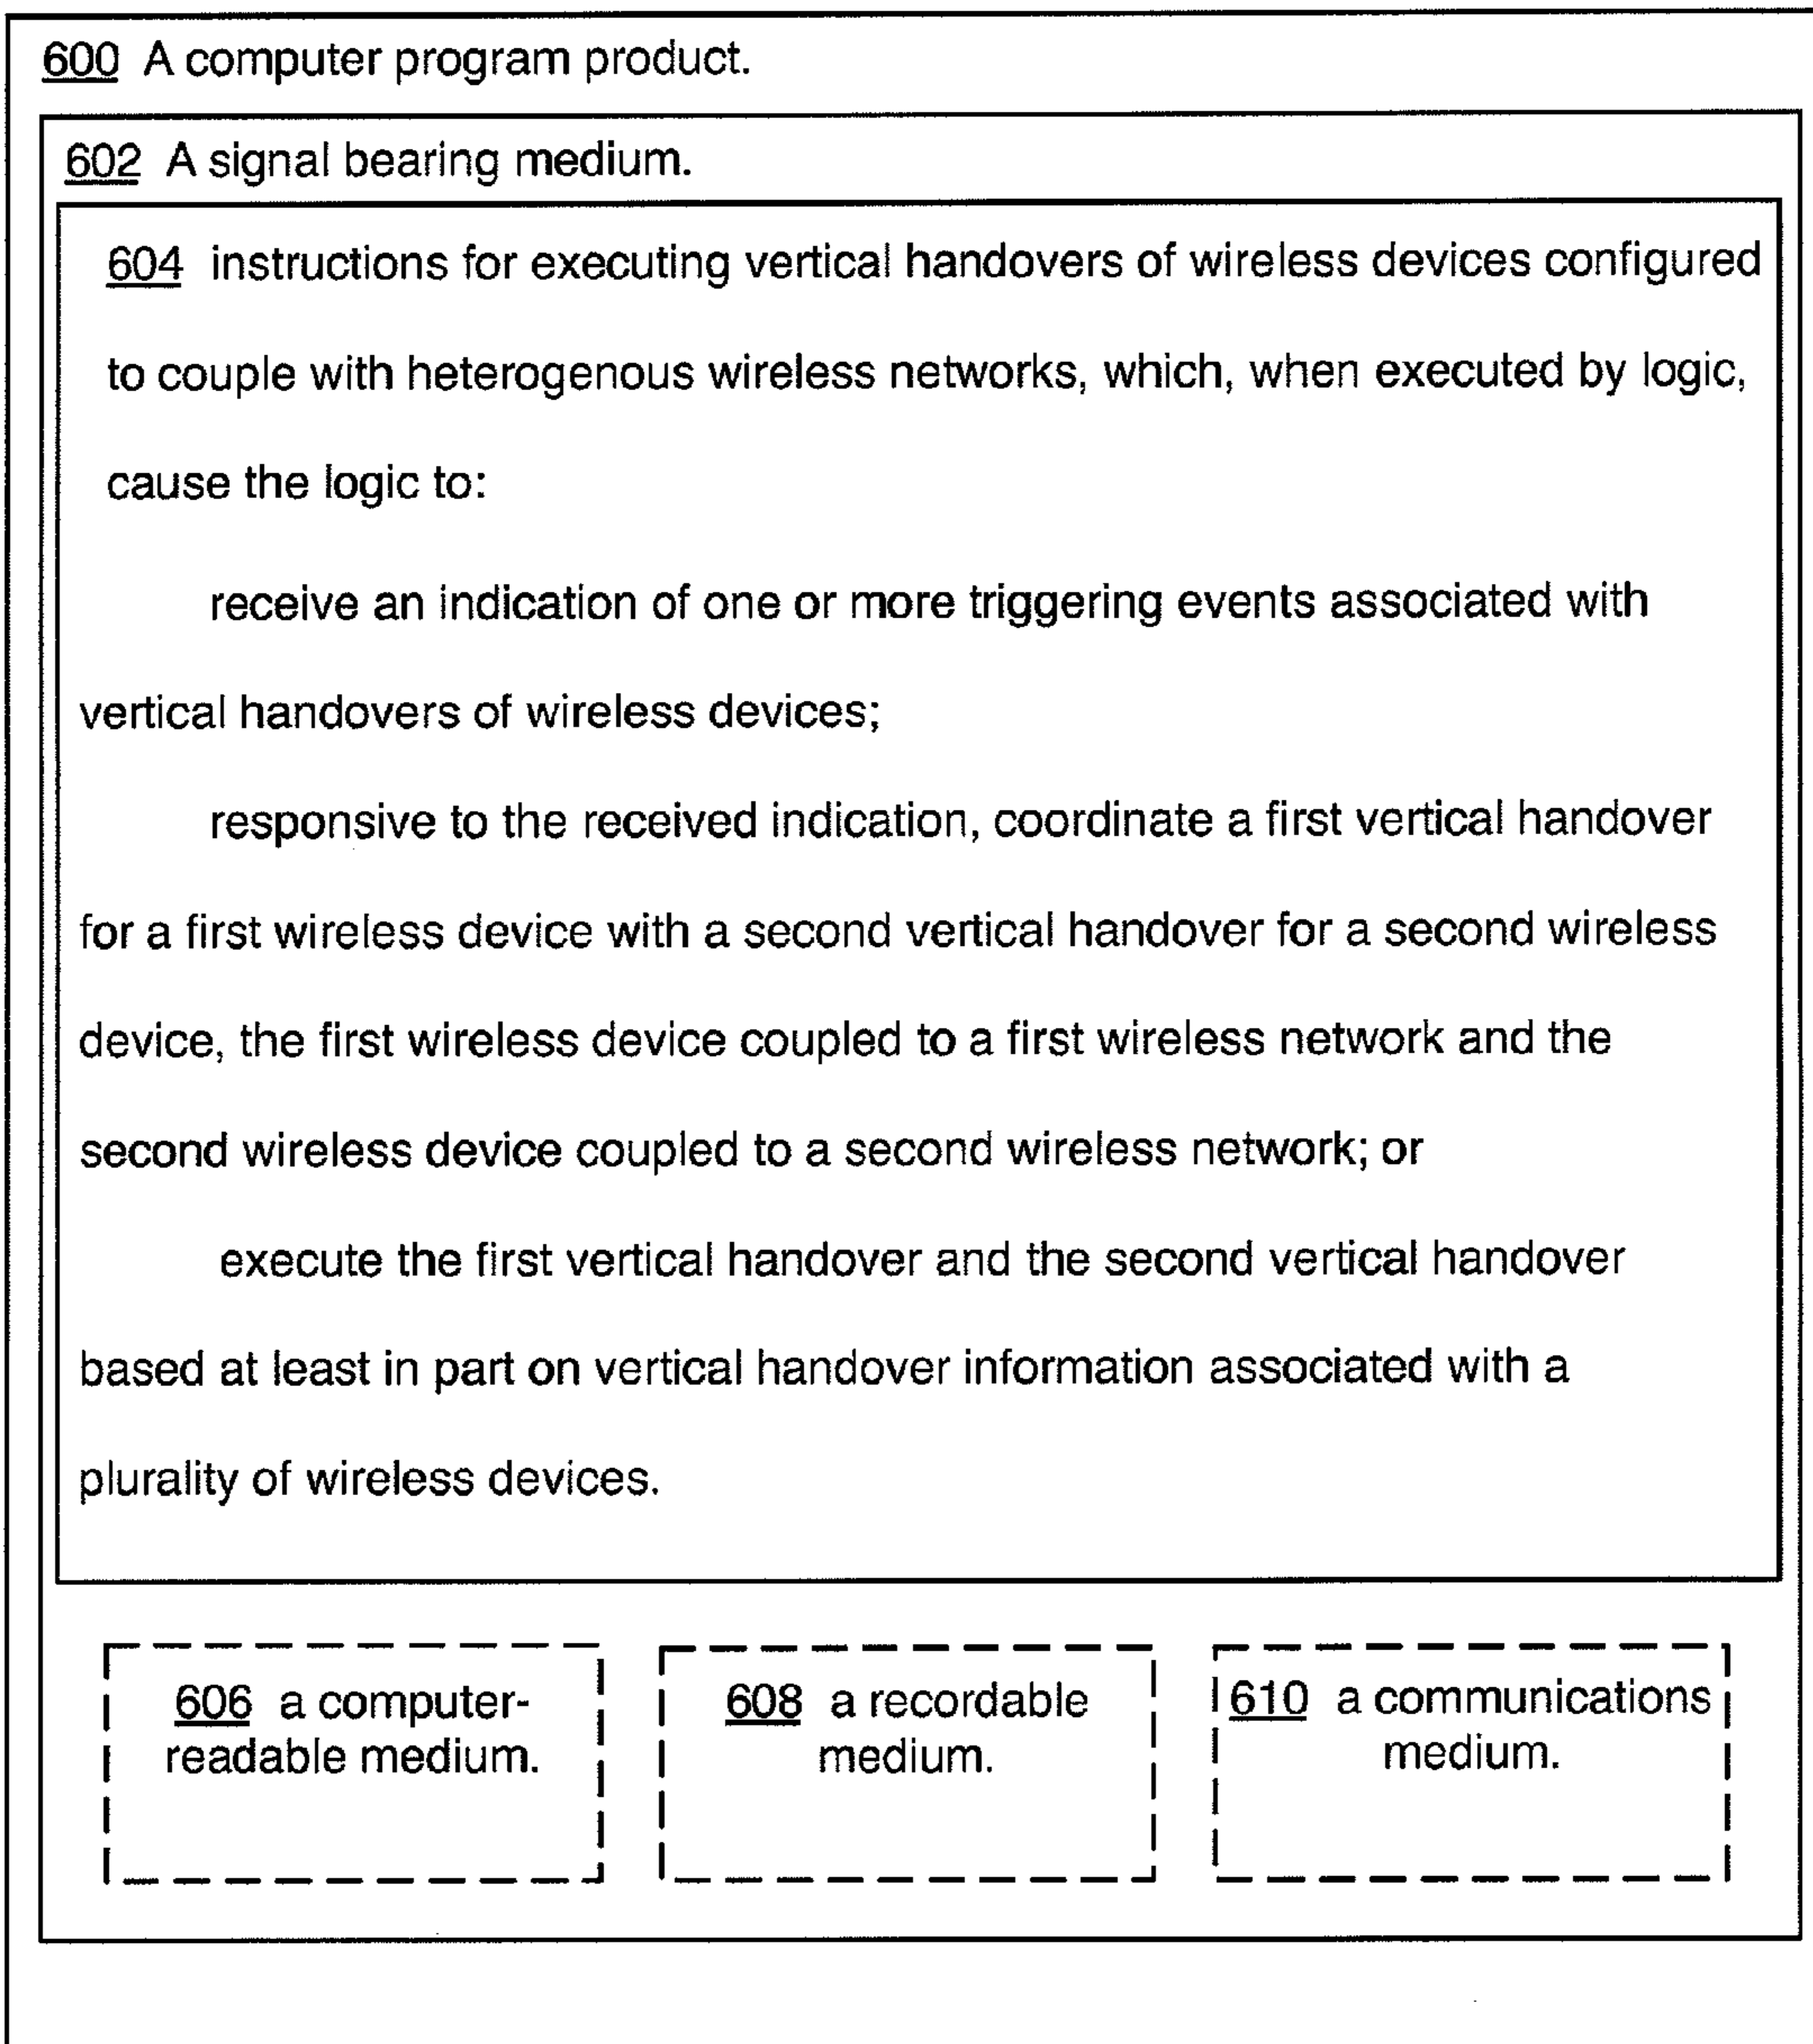 600 A computer program product.
602 A signal bearing medium.
604 instructions for executing vertical handovers of wireless devices configured
to couple with heterogenous wireless networks, which, when executed by logic,
cause the logic to:
receive an indication of one or more triggering events associated with
vertical handovers of wireless devices;
responsive to the received indication, coordinate a first vertical handover
for a first wireless device with a second vertical handover for a second wireless
device, the first wireless device coupled to a first wireless network and the
second wireless device coupled to a second wireless network; or
execute the first vertical handover and the second vertical handover
based at least in part on vertical handover information associated with a
plurality of wireless devices.
606 a computer-
readable medium.
608 a recordable
medium.
610 a communications
medium.